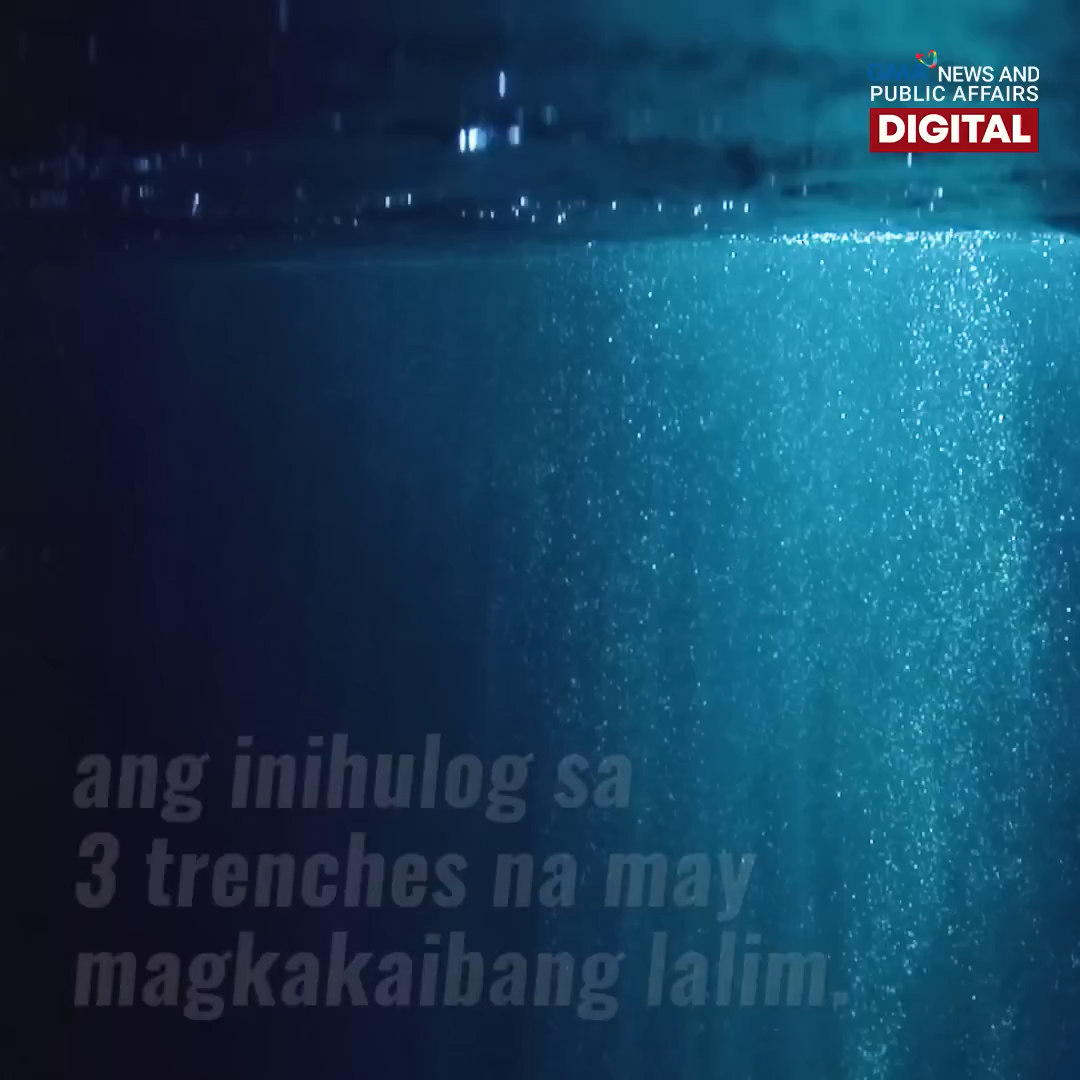 GMA NEWS AND
PUBLIC AFFAIRS
DIGITAL
ang inihulog sa
3 trenches na may
magkakaibang lalim.